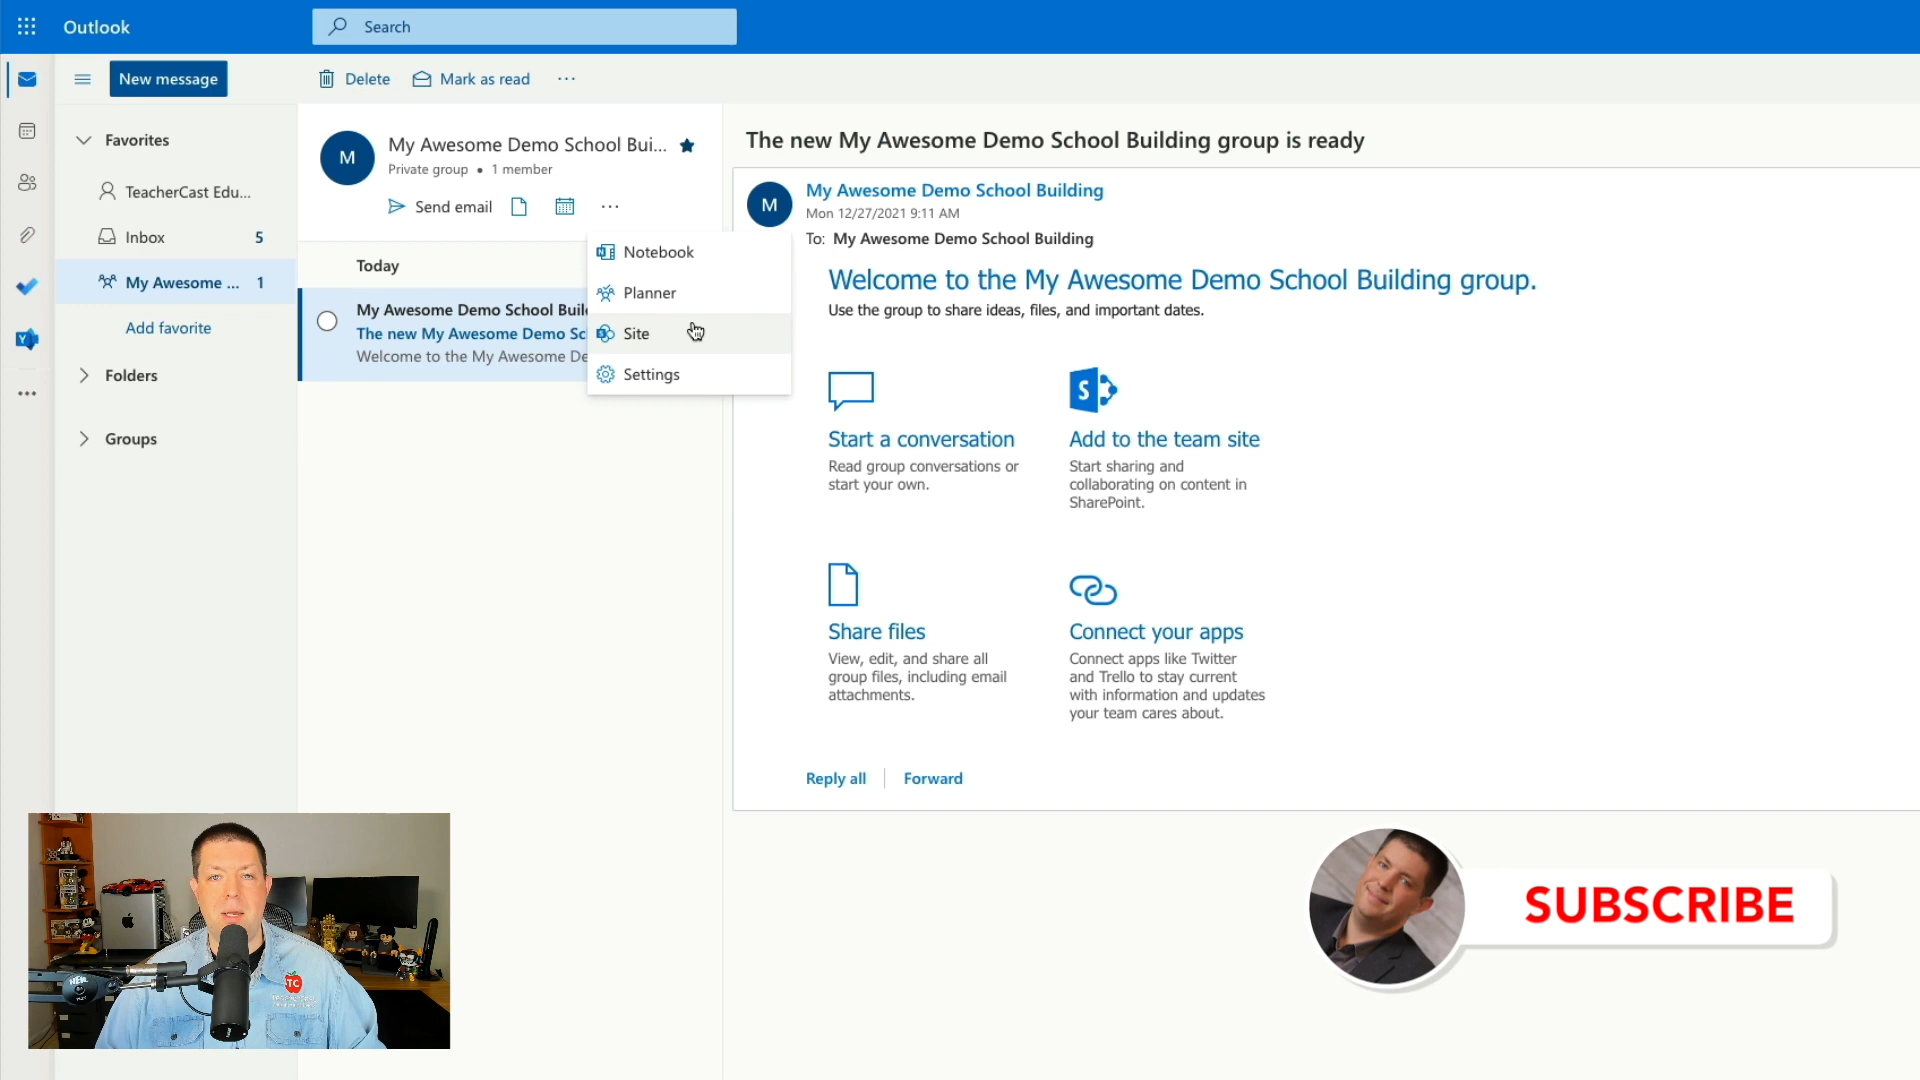 Outlook
Search
New message
Delete
Mark as read
Favorites
TeacherCast Edu...
Inbox 5
My Awesome ... 1
Add favorite
Folders
Groups
M
My Awesome Demo School Bui...
Private group • 1 member
Send email
Today
My Awesome Demo School Buil
The new My Awesome Demo Sc
Welcome to the My Awesome De
Notebook
Planner
Site
Settings
The new My Awesome Demo School Building group is ready
M
My Awesome Demo School Building
Mon 12/27/2021 9:11 AM
To: My Awesome Demo School Building
Welcome to the My Awesome Demo School Building group.
Use the group to share ideas, files, and important dates.
Start a conversation
Read group conversations or
start your own.
Add to the team site
Start sharing and
collaborating on content in
SharePoint.
Share files
View, edit, and share all
group files, including email
attachments.
Connect your apps
Connect apps like Twitter
and Trello to stay current
with information and updates
your team cares about.
Reply all
Forward
TC
SUBSCRIBE